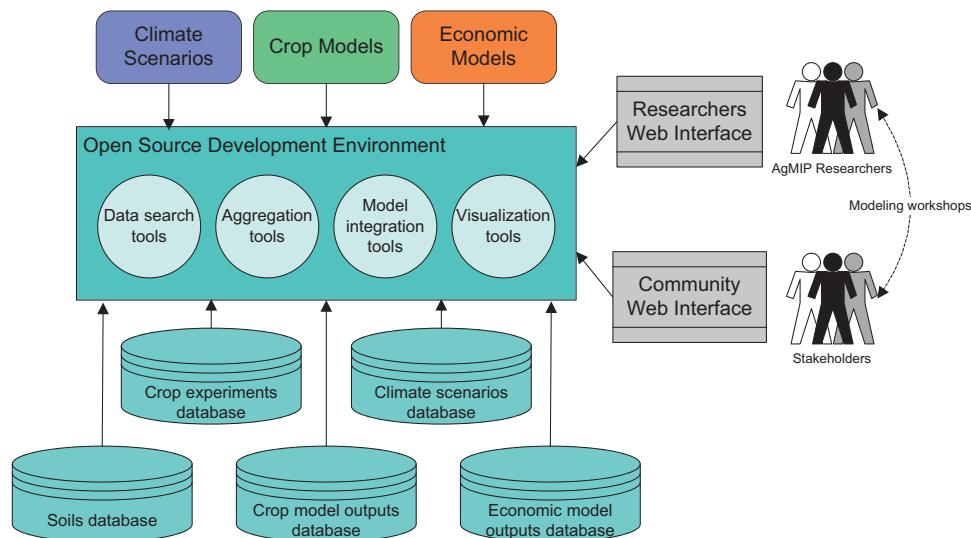 Climate
Scenarios
Crop Models
Economic
Models
Open Source Development Environment
Data search
tools
Aggregation
tools
Model
integration
tools
Visualization
tools
Researchers
Web Interface
AgMIP Researchers
Modeling workshops
Community
Web Interface
Stakeholders
Crop experiments
database
Climate scenarios
database
Soils database
Crop model outputs
database
Economic model
outputs database